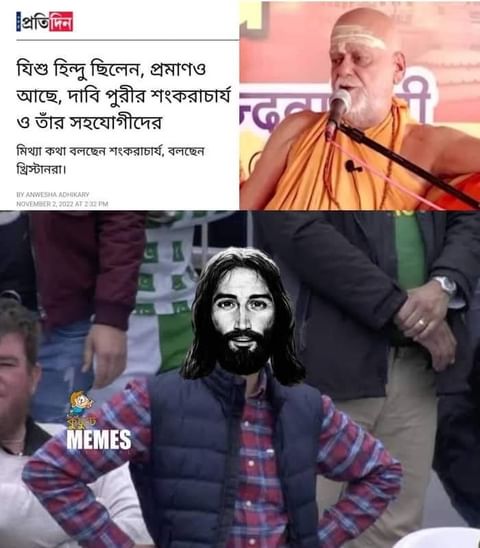 প্রতিদিন
যিশু হিন্দু ছিলেন, প্রমাণও
আছে, দাবি পুরীর শংকরাচার্য
ও তাঁর সহযোগীদের
মিথ্যা কথা বলছেন শংকরাচার্য, বলছেন
খ্রিস্টানরা।
BY ANWESHA ADHIKARY
NOVEMBER 2, 2022 AT 2:32 PM
MEMES